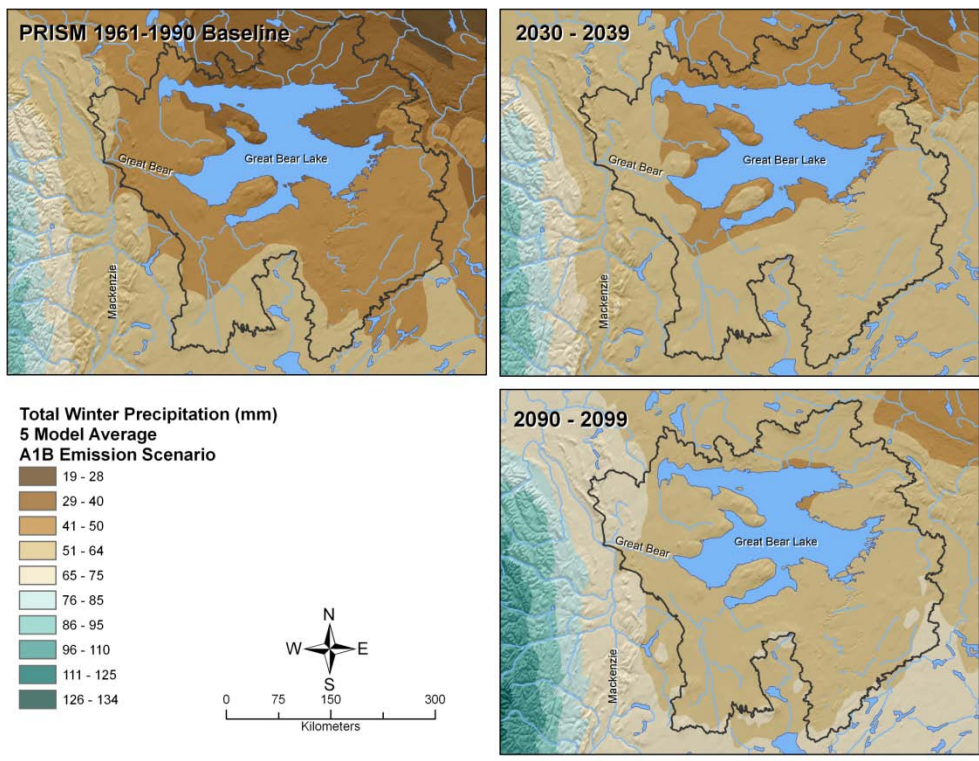 PRISM 1961-1990 Baseline
Great Bear
Great Bear Lake
Mackenzie
2030 - 2039
Great Bear
Great Bear Lake
Mackenzie
Total Winter Precipitation (mm)
5 Model Average
A1B Emission Scenario
19 - 28
29 - 40
41 - 50
51 - 64
65 - 75
76 - 85
86 - 95
96 - 110
111 - 125
126 - 134
N
W E
S
0 75 150 300
Kilometers
2090 - 2099
Great Bear
Great Bear Lake
Mackenzie